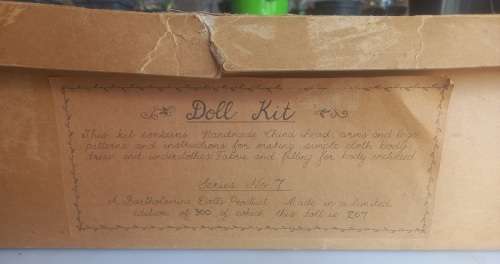 Doll Kit
This kit contains Handmade China head, arms and legs
patterns and instructions for making simple cloth body
dress and underclothes Fabric and filling for body included
Series No 7
A Bartholomew Dolls Product Made in a limited
edition of 300 of which this doll is 207